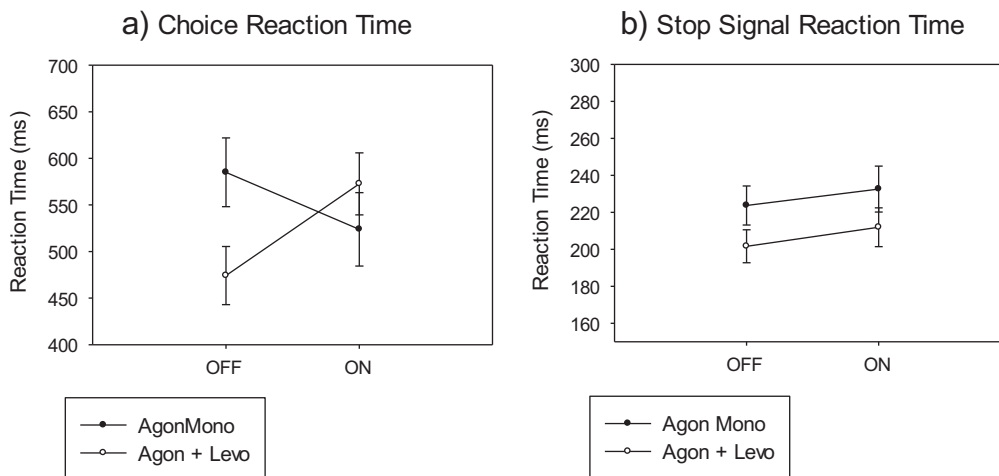 a) Choice Reaction Time
700
650
600
550
500
450
400
Reaction Time (ms)
OFF ON
AgonMono
Agon + Levo
b) Stop Signal Reaction Time
300
280
260
240
220
200
180
160
Reaction Time (ms)
OFF ON
Agon Mono
Agon + Levo